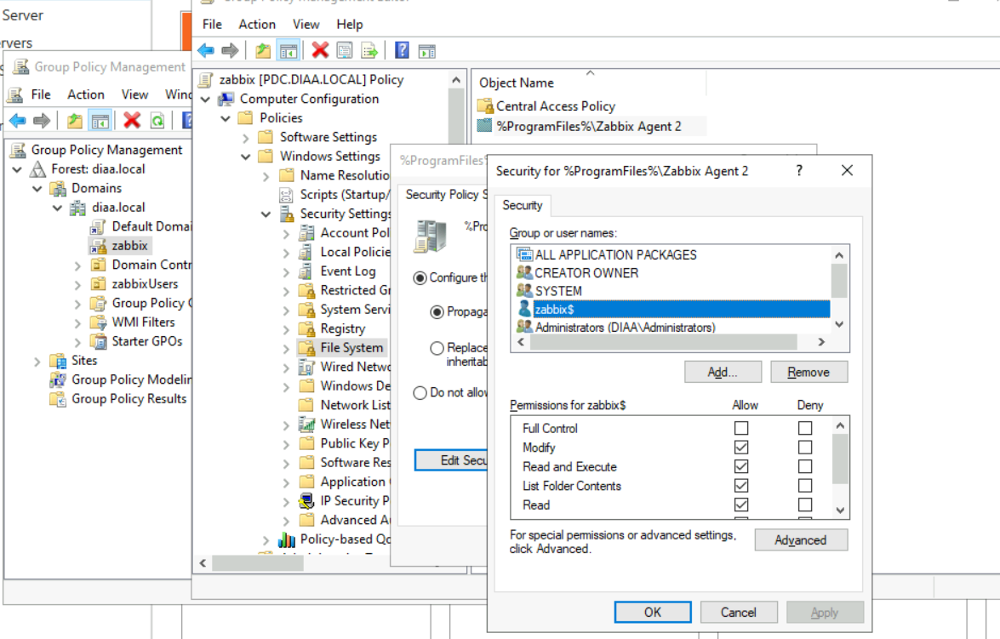 Server
File Action View Help
Group Policy Management
File Action View Wind
Group Policy Management
Forest: diaa.local
Domains
diaa.local
Default Domai
zabbix
Domain Contr
zabbixUsers
Group Policy O
WMI Filters
Starter GPOs
Sites
Group Policy Modelin
Group Policy Results
zabbix [PDC.DIAA.LOCAL] Policy
Computer Configuration
Policies
Software Settings
Windows Settings
Name Resolutio
Scripts (Startup/
Security Settings
Account Pol
Local Policie
Event Log
Restricted Gr
System Servi
Registry
File System
Wired Netwo
Windows De
Network List
Wireless Net
Public Key P
Software Res
Application
IP Security P
Advanced Au
Policy-based Qo
Object Name
Central Access Policy
%ProgramFiles%\Zabbix Agent 2
%ProgramFiles%
Security Policy S
%Pro
Configure th
Propaga
Replace
inheritab
Do not allow
Edit Secu
Security for %ProgramFiles%\Zabbix Agent 2 ?
Security
Group or user names:
ALL APPLICATION PACKAGES
CREATOR OWNER
SYSTEM
zabbix$
Administrators (DIAA\Administrators)
Add... Remove
Permissions for zabbix$ Allow Deny
Full Control
Modify
Read and Execute
List Folder Contents
Read
For special permissions or advanced settings,
click Advanced.
Advanced
OK Cancel Apply